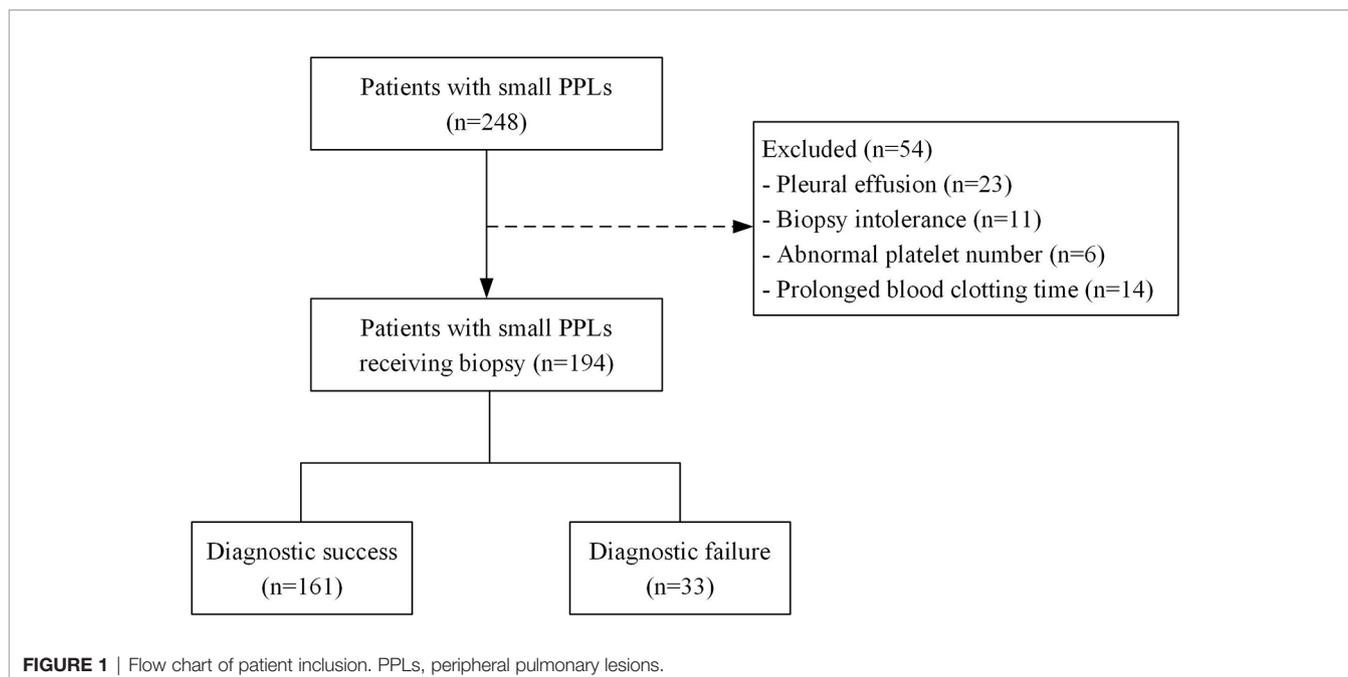 Patients with small PPLs
(n=248)
Excluded (n=54)
- Pleural effusion (n=23)
- Biopsy intolerance (n=11)
- Abnormal platelet number (n=6)
- Prolonged blood clotting time (n=14)
Patients with small PPLs
receiving biopsy (n=194)
Diagnostic success
(n=161)
Diagnostic failure
(n=33)
FIGURE 1 | Flow chart of patient inclusion. PPLs, peripheral pulmonary lesions.